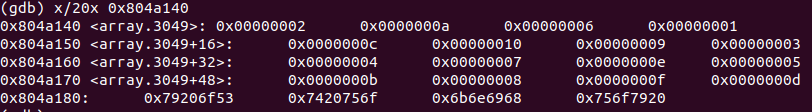 (gdb) x/20x 0x804a140
0x804a140 <array.3049>: 0x00000002 0x0000000a 0x00000006 0x00000001
0x804a150 <array.3049+16>: 0x0000000c 0x00000010 0x00000009 0x00000003
0x804a160 <array.3049+32>: 0x00000004 0x00000007 0x0000000e 0x00000005
0x804a170 <array.3049+48>: 0x0000000b 0x00000008 0x0000000f 0x0000000d
0x804a180: 0x79206f53 0x7420756f 0x6b6e6968 0x756f7920